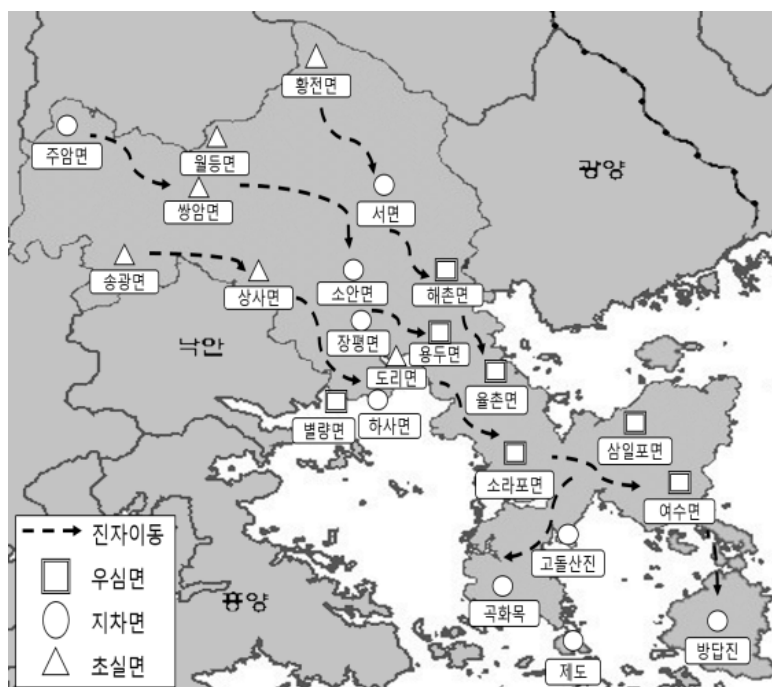 황전면
주암면
월등면
쌍암면
서면
광양
송광면
상사면
소안면
해촌면
낙안
장평면
용두면
도리면
율촌면
별량면
하사면
삼일포면
소라포면
여수면
고돌산진
곡화목
방답진
제도
흥양
진자이동
우심면
지차면
초실면